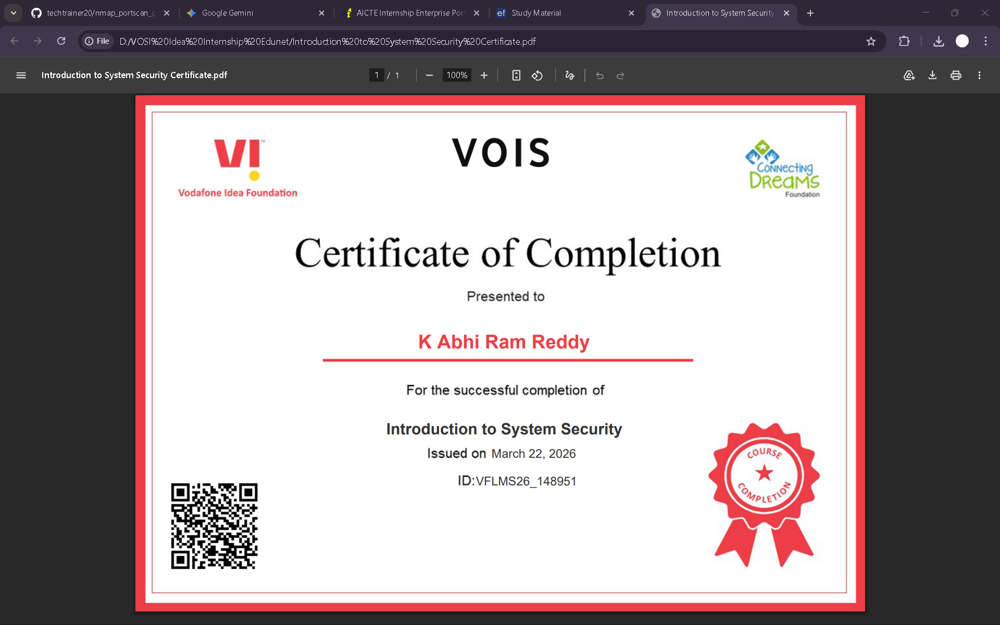 techtrainer20/nmap_portscan_g
Google Gemini
AICTE Internship Enterprise Por
ef Study Material
Introduction to System Security
File
D:/VOSI%20Idea%20Internship%20Edunet/Introduction%20to%20System%20Security%20Certificate.pdf
Introduction to System Security Certificate.pdf
1 / 1
100%
VI™
Vodafone Idea Foundation
VOIS
Connecting
Dreams
Foundation
Certificate of Completion
Presented to
K Abhi Ram Reddy
For the successful completion of
Introduction to System Security
Issued on March 22, 2026
ID:VFLMS26_148951
COURSE
COMPLETION